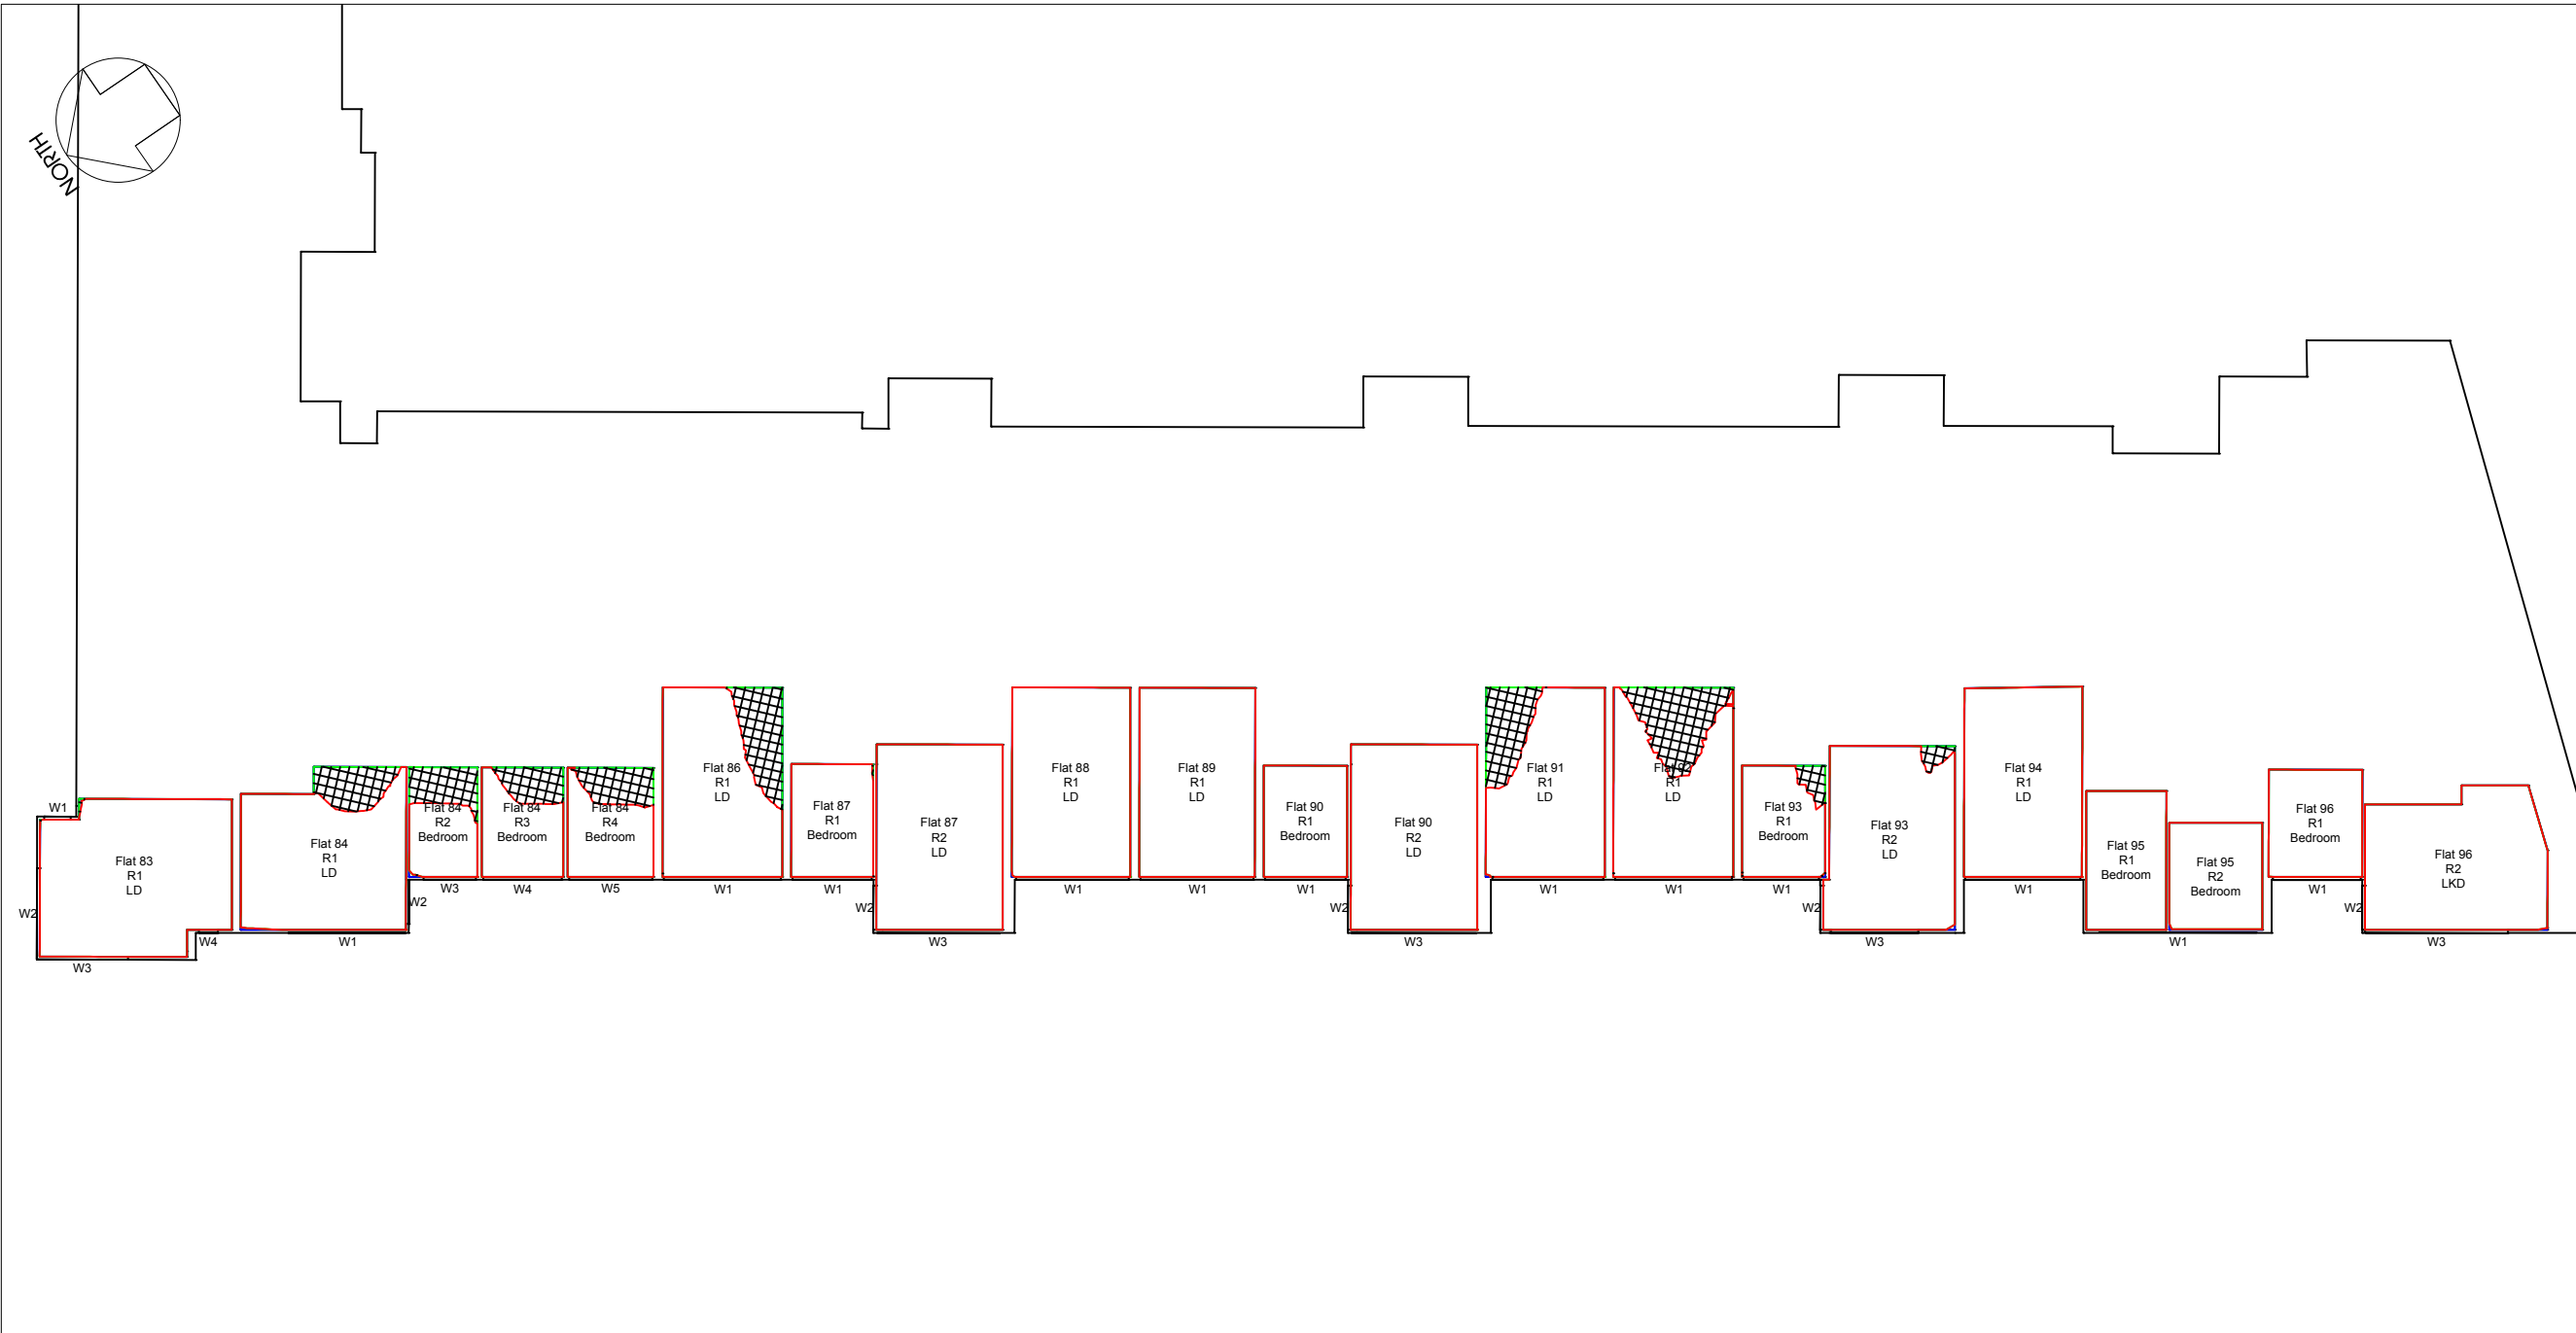 NORTH
W1
Flat 83
R1
LD
W2
W3
W4
Flat 84
R1
LD
W1
W2
Flat 84
R2
Bedroom
W3
Flat 84
R3
Bedroom
W4
Flat 84
R4
Bedroom
W5
Flat 86
R1
LD
W1
Flat 87
R1
Bedroom
W1
W2
Flat 87
R2
LD
W3
Flat 88
R1
LD
W1
Flat 89
R1
LD
W1
Flat 90
R1
Bedroom
W1
W2
Flat 90
R2
LD
W3
Flat 91
R1
LD
W1
Flat
R1
LD
W1
Flat 93
R1
Bedroom
W1
W2
Flat 93
R2
LD
W3
Flat 94
R1
LD
W1
Flat 95
R1
Bedroom
Flat 95
R2
Bedroom
W1
Flat 96
R1
Bedroom
W1
W2
Flat 96
R2
LKD
W3